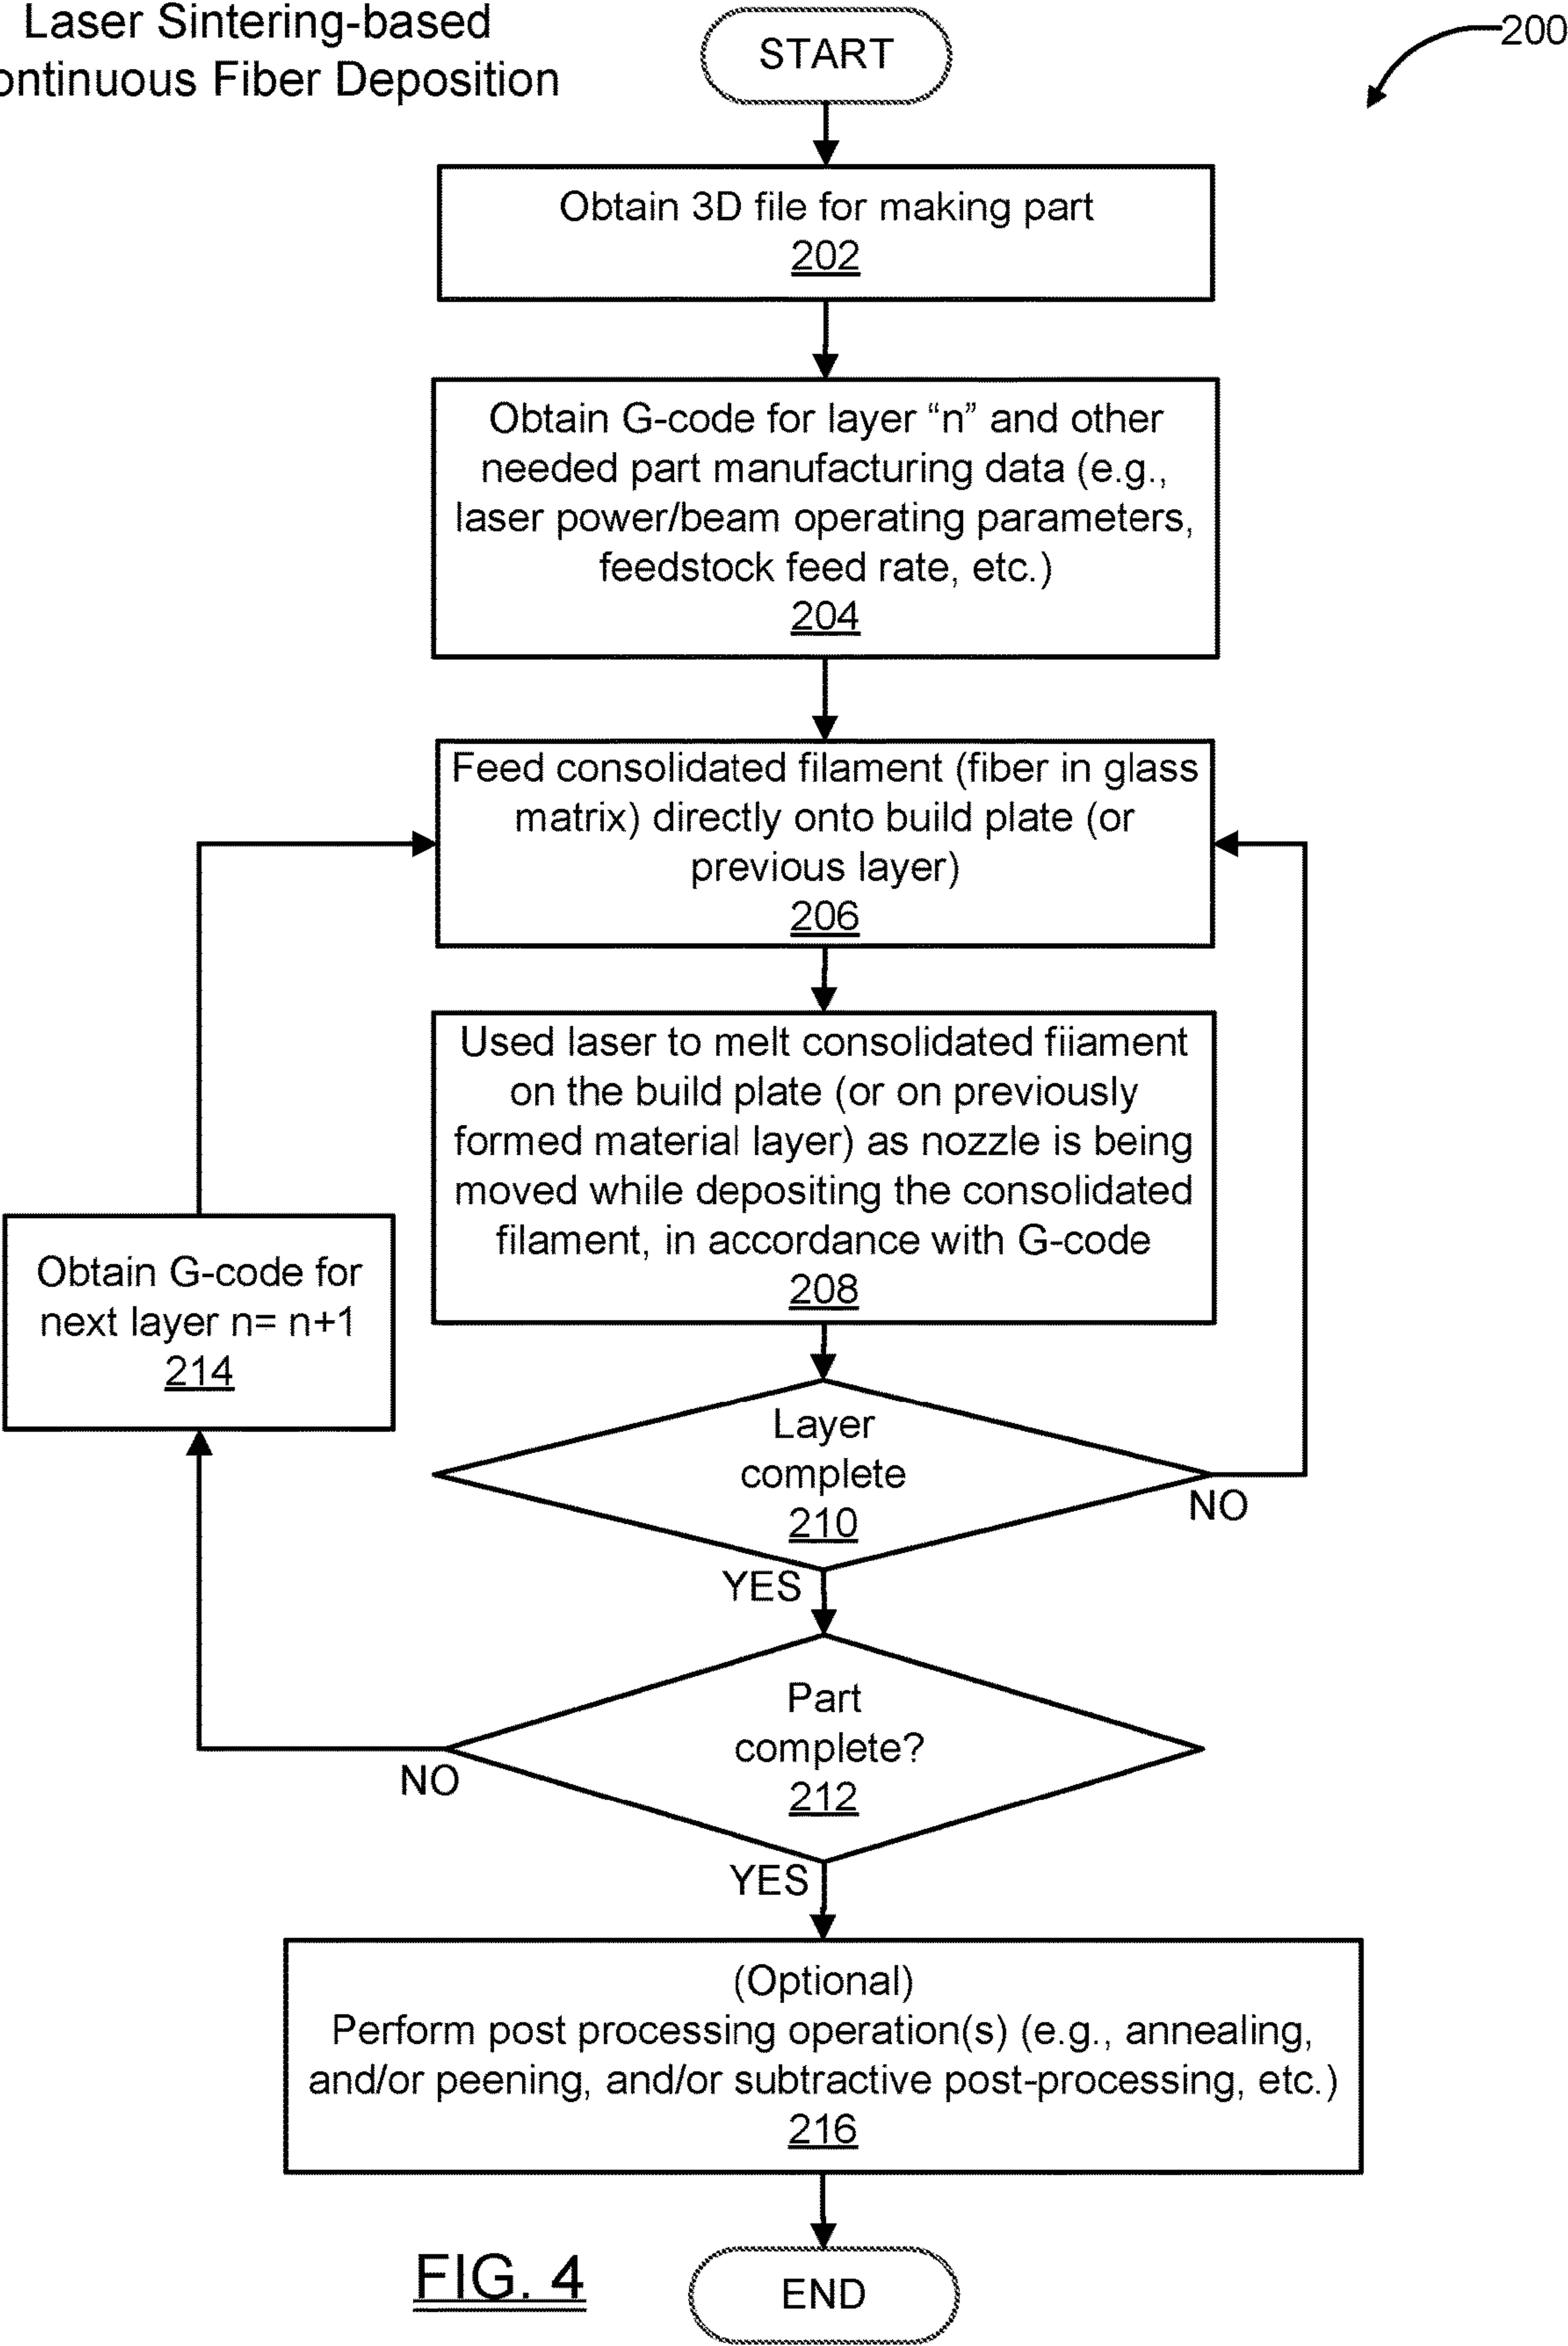 Laser Sintering-based
ontinuous Fiber Deposition
START
200
Obtain 3D file for making part
202
Obtain G-code for layer “n” and other
needed part manufacturing data (e.g.,
laser power/beam operating parameters,
feedstock feed rate, etc.)
204
Feed consolidated filament (fiber in glass
matrix) directly onto build plate (or
previous layer)
206
Used laser to melt consolidated fiiament
on the build plate (or on previously
formed material layer) as nozzle is being
moved while depositing the consolidated
filament, in accordance with G-code
208
Obtain G-code for
next layer n= n+1
214
Layer
complete
210
NO
YES
Part
complete?
212
NO
YES
(Optional)
Perform post processing operation(s) (e.g., annealing,
and/or peening, and/or subtractive post-processing, etc.)
216
FIG. 4
END